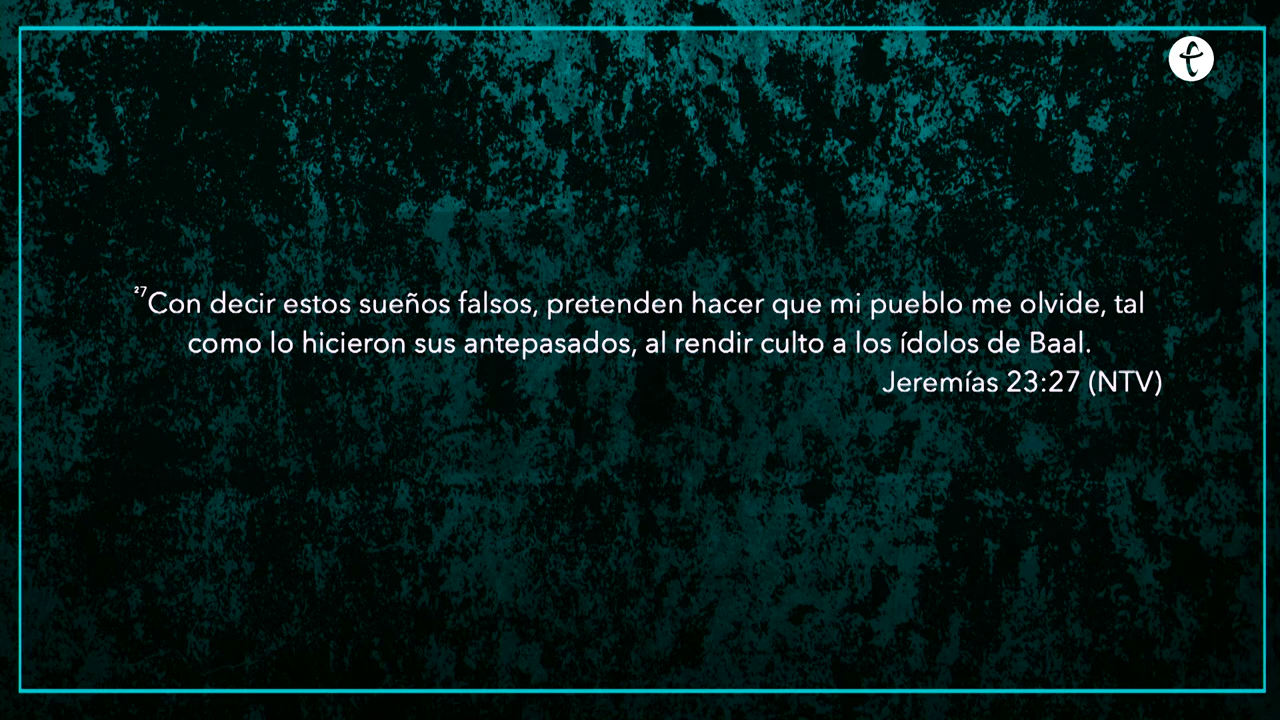 ²⁷Con decir estos sueños falsos, pretenden hacer que mi pueblo me olvide, tal
como lo hicieron sus antepasados, al rendir culto a los ídolos de Baal.
Jeremías 23:27 (NTV)